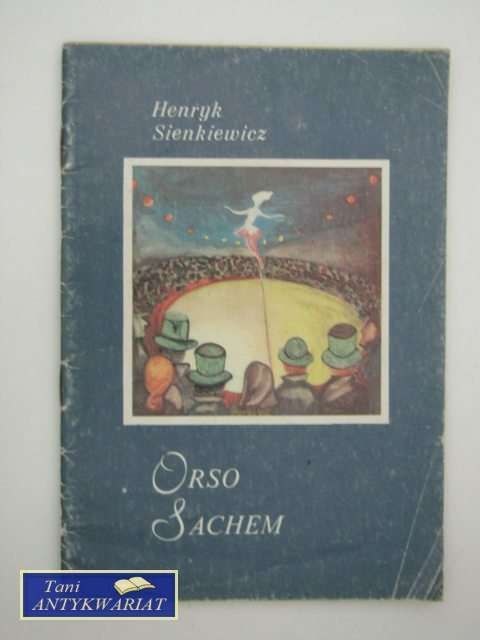 Henryk
Sienkiewicz
ORSO
SACHEM
Tani
ANTYKWARIAT